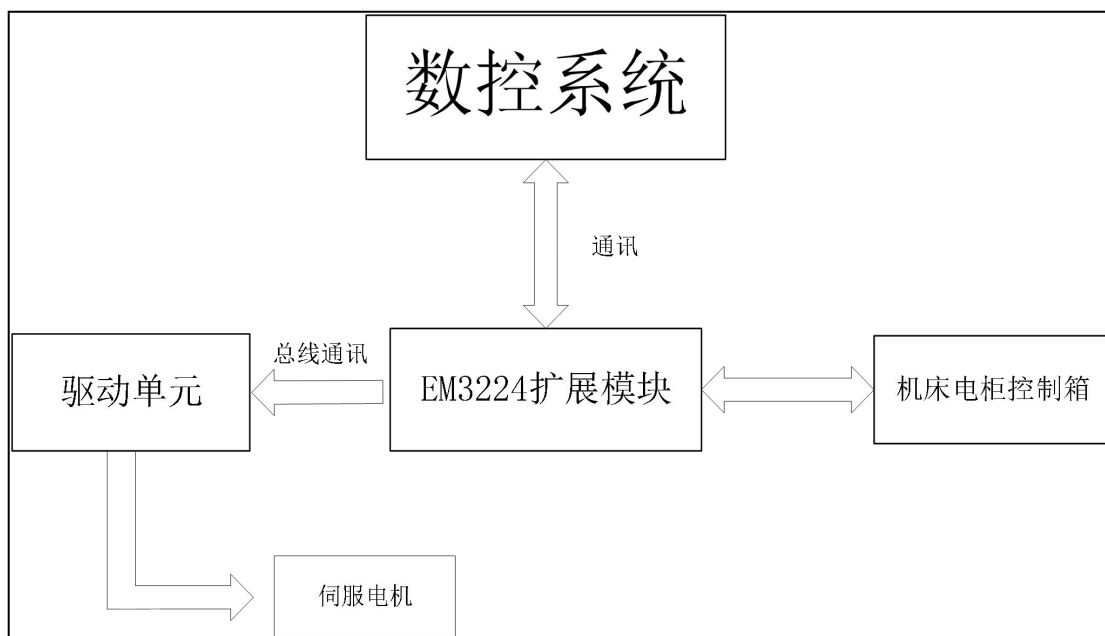 数控系统
通讯
总线通讯
驱动单元
EM3224扩展模块
机床电柜控制箱
伺服电机